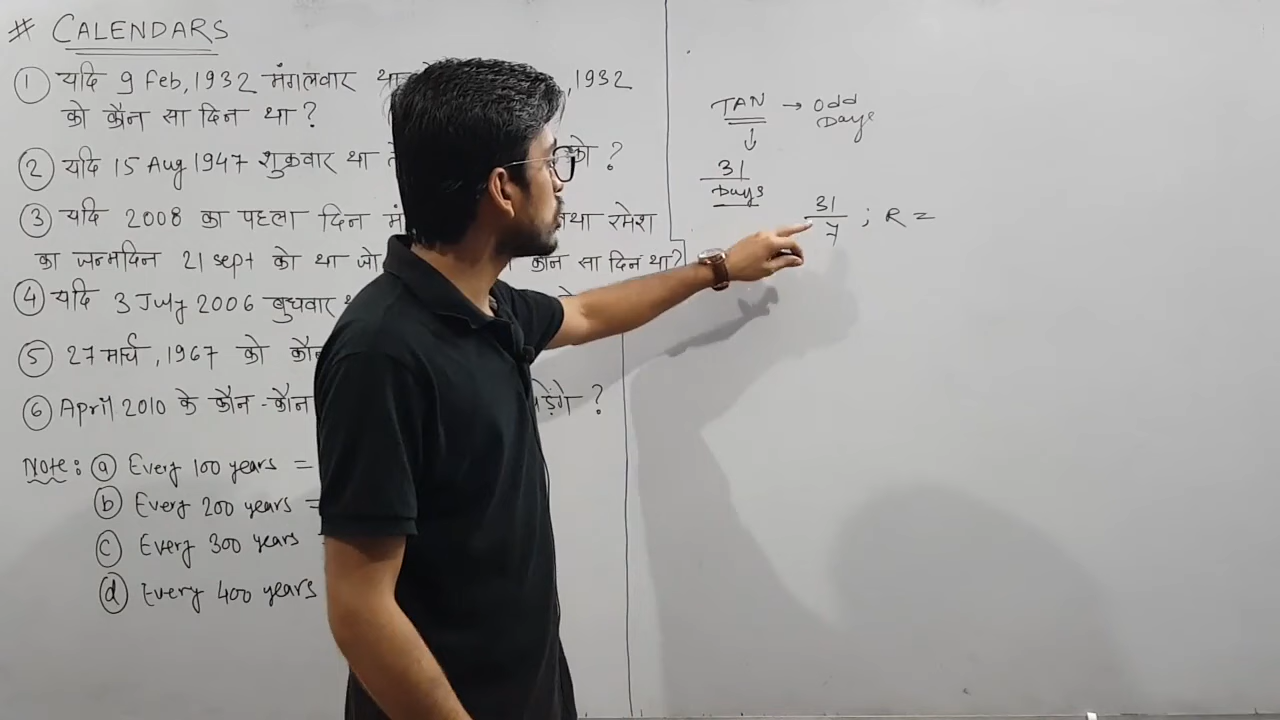 # CALENDARS
① यदि 9 Feb, 1932 मंगलवार था , 1932
को कौन सा दिन था ?
② यदि 15 Aug 1947 शुक्रवार था को ?
③ यदि 2008 का पहला दिन तथा रमेश
का जन्मदिन 21 sept को था जो कौन सा दिन था?
④ यदि 3 July 2006 बुधवार
⑤ 27 मार्च, 1967 को
⑥ April 2010 के कौन-कौन पड़ेंगे ?
Note: ⓐ Every 100 years =
ⓑ Every 200 years =
ⓒ Every 300 years
ⓓ Every 400 years
TAN → Odd
Days
↓
31
Days
31
7 ; R =